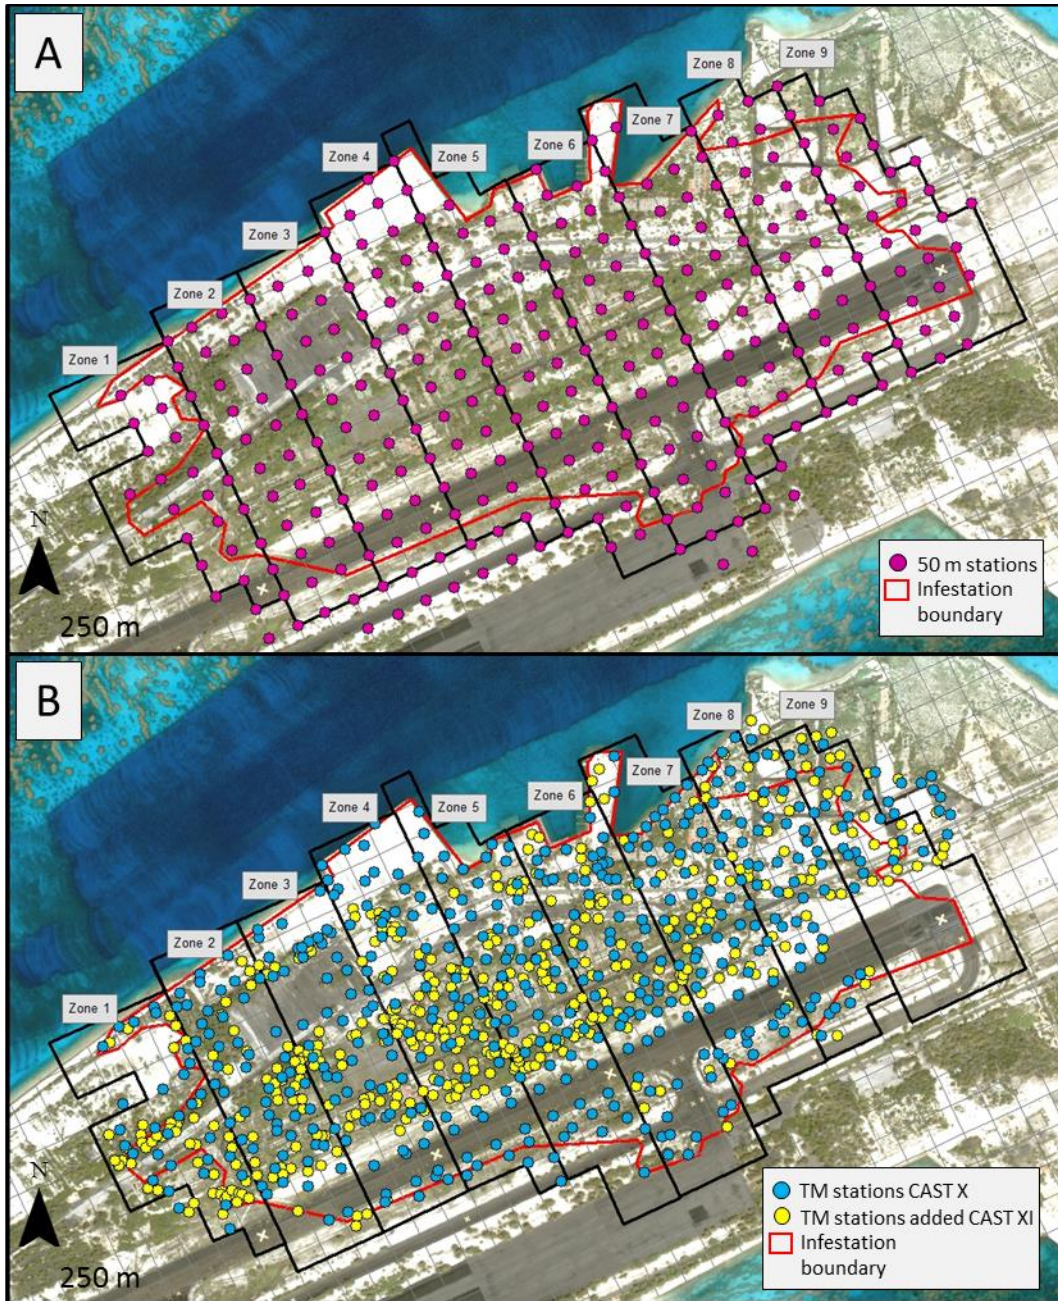 A
Zone 9
Zone 8
Zone 7
Zone 6
Zone 5
Zone 4
Zone 3
Zone 2
Zone 1
N
250 m
50 m stations
Infestation
boundary
B
Zone 9
Zone 8
Zone 7
Zone 6
Zone 5
Zone 4
Zone 3
Zone 2
Zone 1
N
250 m
TM stations CAST X
TM stations added CAST XI
Infestation
boundary